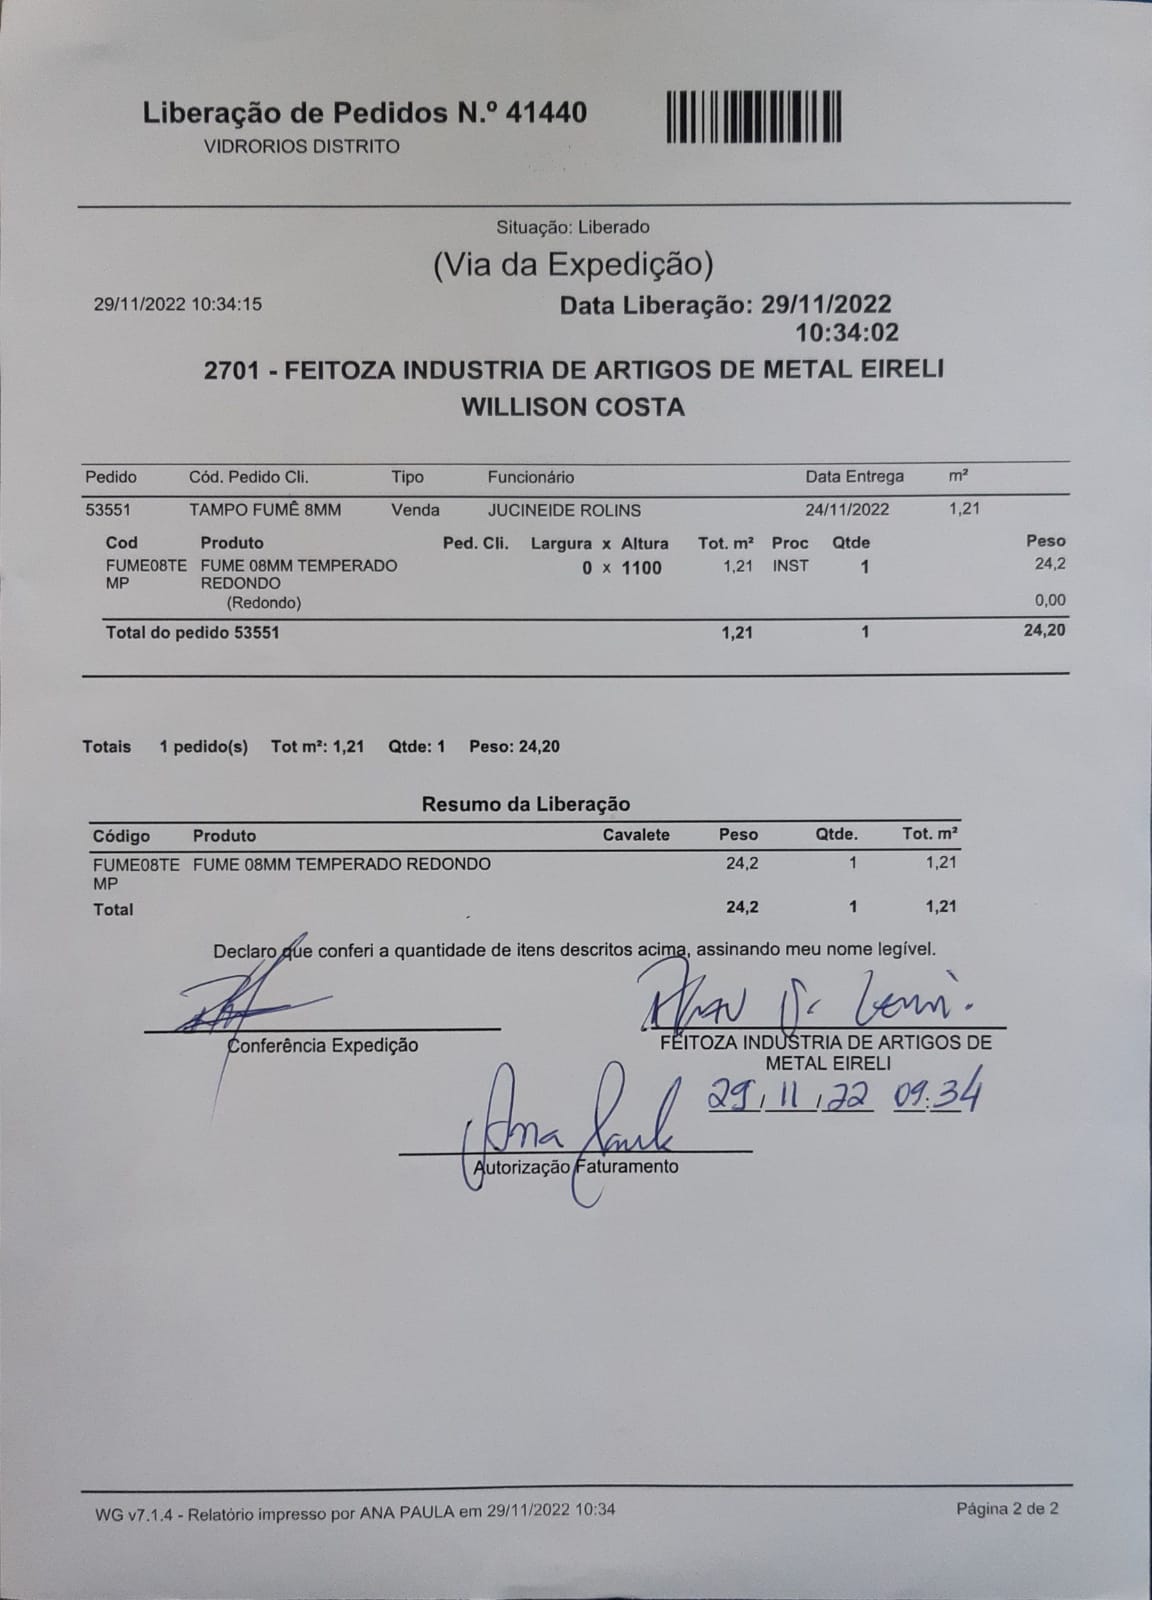 Liberação de Pedidos N.º 41440
VIDRORIOS DISTRITO
Situação: Liberado
(Via da Expedição)
29/11/2022 10:34:15 Data Liberação: 29/11/2022
10:34:02
2701 - FEITOZA INDUSTRIA DE ARTIGOS DE METAL EIRELI
WILLISON COSTA
Pedido Cód. Pedido Cli. Tipo Funcionário Data Entrega m²
53551 TAMPO FUMÊ 8MM Venda JUCINEIDE ROLINS 24/11/2022 1,21
Cod Produto Ped. Cli. Largura x Altura Tot. m² Proc Qtde Peso
FUME08TE FUME 08MM TEMPERADO 0 x 1100 1,21 INST 1 24,2
MP REDONDO
(Redondo) 0,00
Total do pedido 53551 1,21 1 24,20
Totais 1 pedido(s) Tot m²: 1,21 Qtde: 1 Peso: 24,20
Resumo da Liberação
Código Produto Cavalete Peso Qtde. Tot. m²
FUME08TE FUME 08MM TEMPERADO REDONDO 24,2 1 1,21
MP
Total 24,2 1 1,21
Declaro que conferi a quantidade de itens descritos acima, assinando meu nome legível.
Conferência Expedição FEITOZA INDUSTRIA DE ARTIGOS DE
METAL EIRELI
29/11/22 09:34
Ana Paula
Autorização Faturamento
WG v7.1.4 - Relatório impresso por ANA PAULA em 29/11/2022 10:34 Página 2 de 2